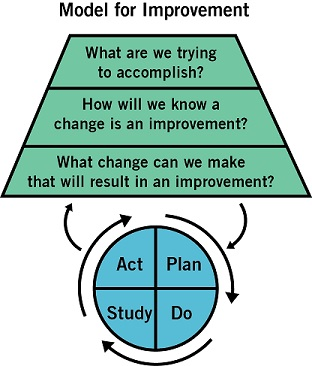 Model for Improvement
What are we trying
to accomplish?
How will we know a
change is an improvement?
What change can we make
that will result in an improvement?
Act Plan
Study Do